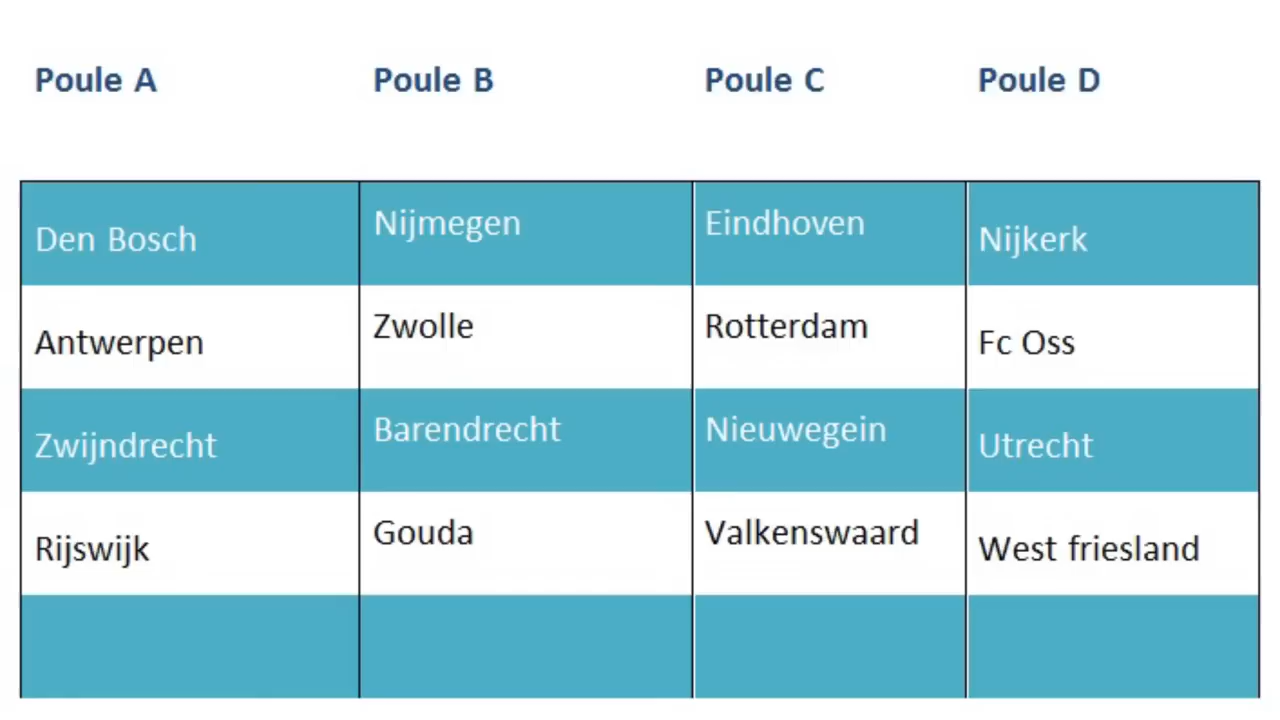 Poule A Poule B Poule C Poule D
Den Bosch Nijmegen Eindhoven Nijkerk
Antwerpen Zwolle Rotterdam Fc Oss
Zwijndrecht Barendrecht Nieuwegein Utrecht
Rijswijk Gouda Valkenswaard West friesland